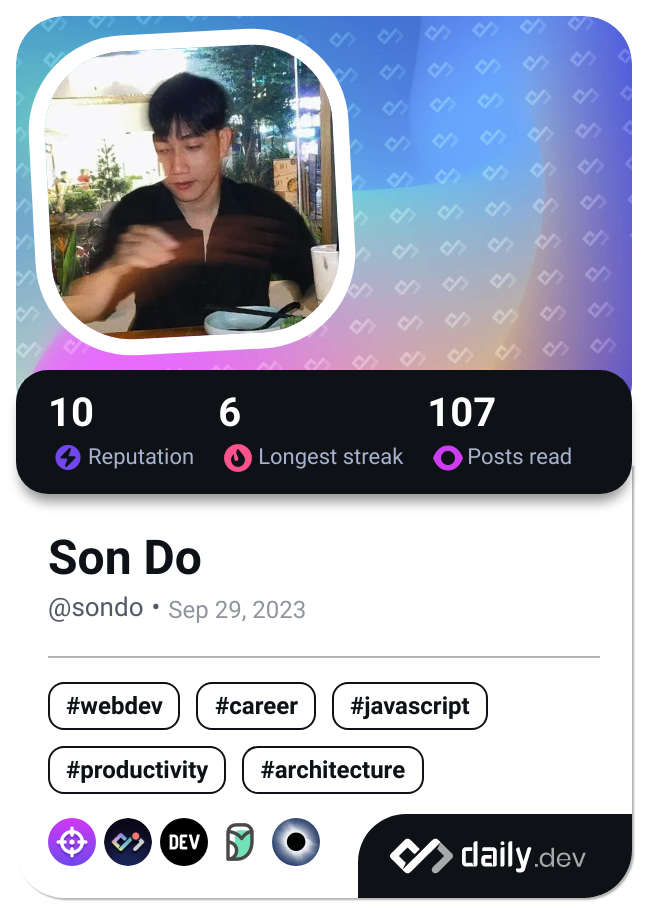 10 6 107
Reputation Longest streak Posts read
Son Do
@sondo • Sep 29, 2023
#webdev #career #javascript
#productivity #architecture
DEV
daily.dev